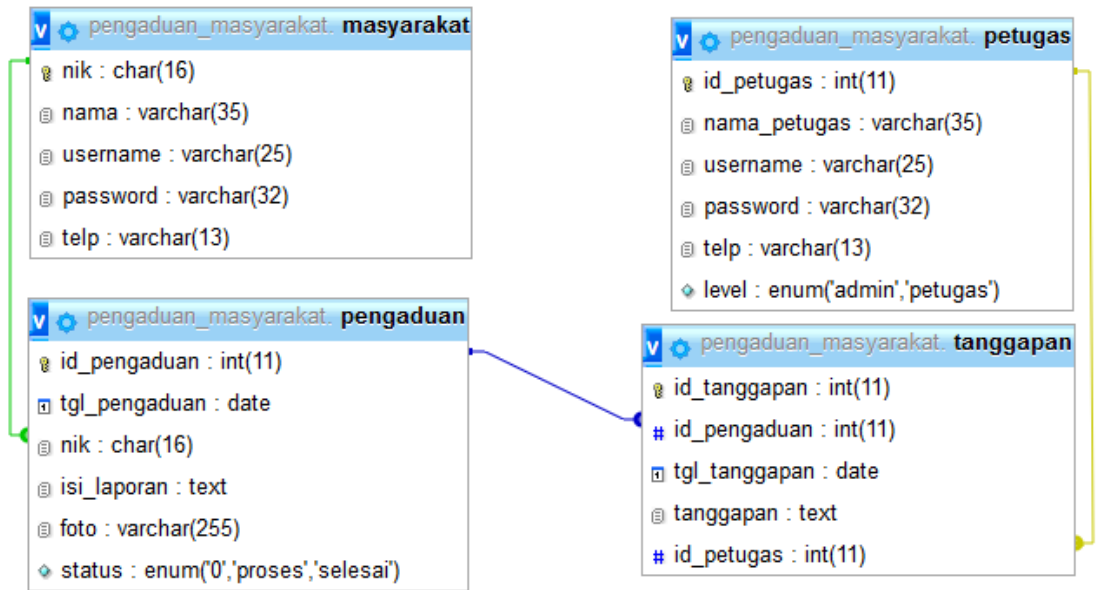 pengaduan_masyarakat. masyarakat
nik : char(16)
nama : varchar(35)
username : varchar(25)
password : varchar(32)
telp : varchar(13)
pengaduan_masyarakat. petugas
id_petugas : int(11)
nama_petugas : varchar(35)
username : varchar(25)
password : varchar(32)
telp : varchar(13)
level : enum('admin','petugas')
pengaduan_masyarakat. pengaduan
id_pengaduan : int(11)
tgl_pengaduan : date
nik : char(16)
isi_laporan : text
foto : varchar(255)
status : enum('0','proses','selesai')
pengaduan_masyarakat. tanggapan
id_tanggapan : int(11)
# id_pengaduan : int(11)
tgl_tanggapan : date
tanggapan : text
# id_petugas : int(11)